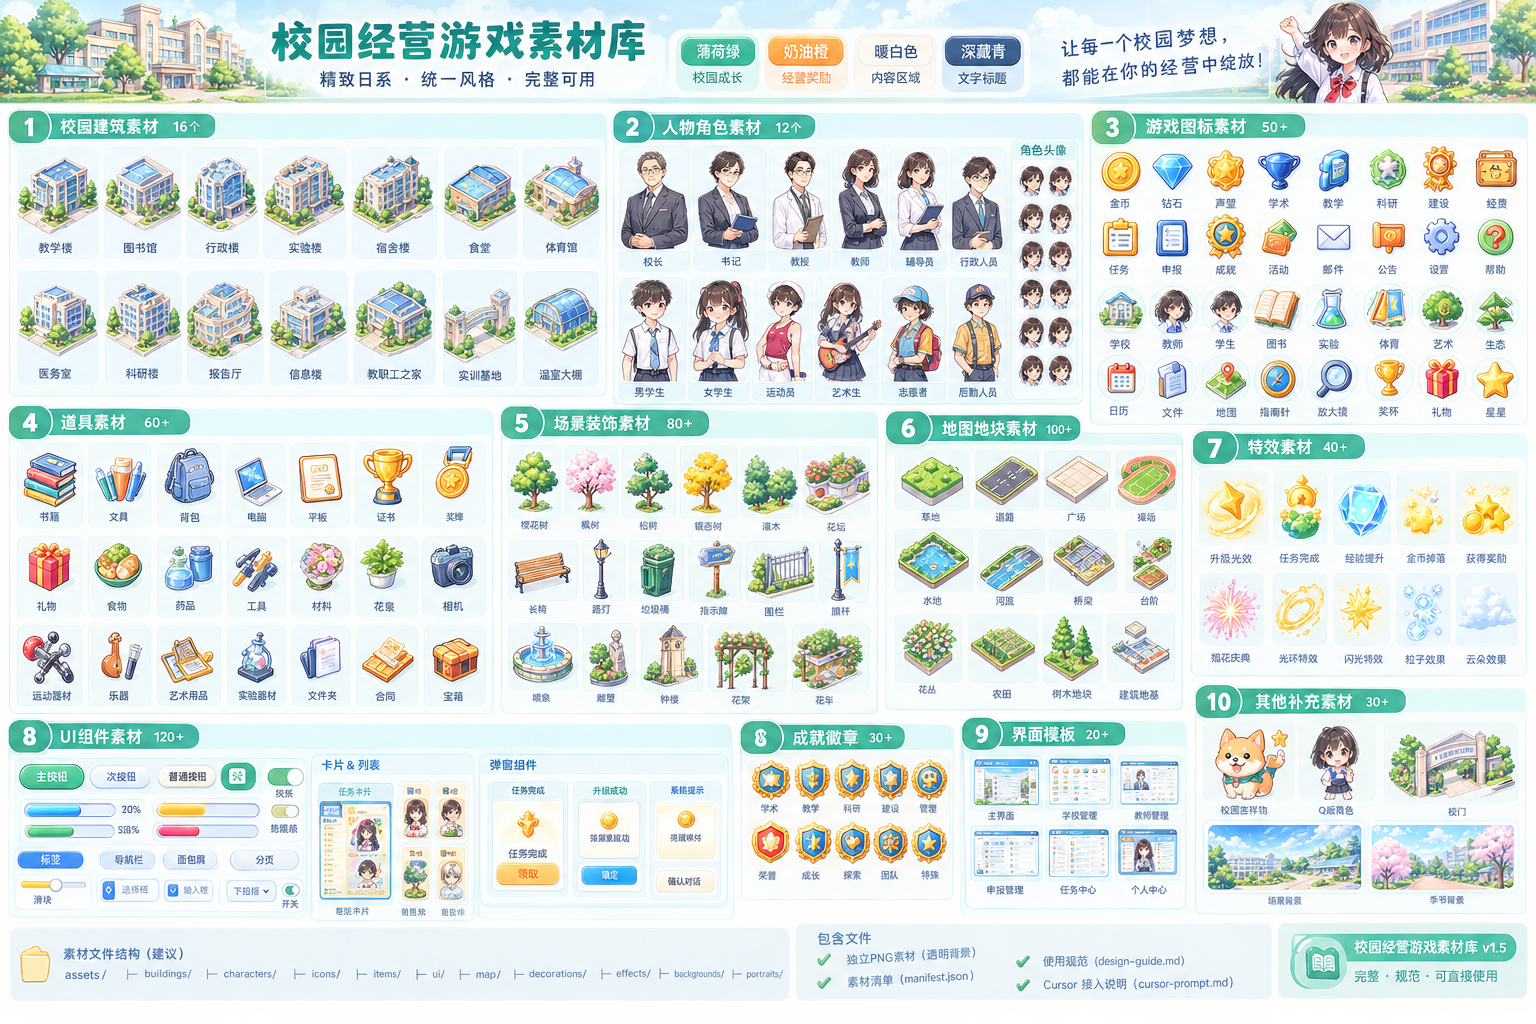 校园经营游戏素材库
精致日系 · 统一风格 · 完整可用
薄荷绿 奶油橙 暖白色 深藏青
校园成长 经营奖励 内容区域 文字标题
让每一个校园梦想，
都能在你的经营中绽放！
1 校园建筑素材 16个
教学楼 图书馆 行政楼 实验楼 宿舍楼 食堂 体育馆
医务室 科研楼 报告厅 信息楼 教职工之家 实训基地 温室大棚
2 人物角色素材 12个
校长 书记 教授 教师 辅导员 行政人员
男学生 女学生 运动员 艺术生 志愿者 后勤人员
角色头像
3 游戏图标素材 50+
金币 钻石 声望 学术 教学 科研 建设 经费
任务 申报 成就 活动 邮件 公告 设置 帮助
学校 教师 学生 图书 实验 体育 艺术 生态
日历 文件 地图 指南针 放大镜 奖杯 礼物 星星
4 道具素材 60+
书籍 文具 背包 电脑 平板 证书 奖牌
礼物 食物 药品 工具 材料 花束 相机
运动器材 乐器 艺术用品 实验器材 文件夹 合同 宝箱
5 场景装饰素材 80+
樱花树 枫树 松树 银杏树 灌木 花坛
长椅 路灯 垃圾桶 指示牌 围栏 旗杆
喷泉 雕塑 钟楼 花架 花车
6 地图地块素材 100+
草地 道路 广场 操场
水地 河流 桥梁 台阶
花丛 农田 树木地块 建筑地基
7 特效素材 40+
升级光效 任务完成 经验提升 金币掉落 获得奖励
烟花庆典 光环特效 闪光特效 粒子效果 云朵效果
8 UI组件素材 120+
主按钮 次按钮 普通按钮
20%
标签 导航栏 面包屑 分页
滑块 选择框 输入框 下拉框 开关
卡片 & 列表
任务卡片
弹窗组件
任务完成 升级成功 系统提示
任务完成
领取 确定 确认对话
8 成就徽章 30+
学术 教学 科研 建设 管理
荣誉 成长 探索 团队 特殊
9 界面模板 20+
主界面 学校管理 教师管理
申报管理 任务中心 个人中心
10 其他补充素材 30+
校园吉祥物 Q版角色 校门
场景背景 季节背景
素材文件结构（建议）
assets/ ├─ buildings/ ├─ characters/ ├─ icons/ ├─ items/ ├─ ui/ ├─ map/ ├─ decorations/ ├─ effects/ ├─ backgrounds/ ├─ portraits/
包含文件
独立PNG素材（透明背景）
素材清单（manifest.json）
使用规范（design-guide.md）
Cursor 接入说明（cursor-prompt.md）
校园经营游戏素材库 v1.5
完整 · 规范 · 可直接使用